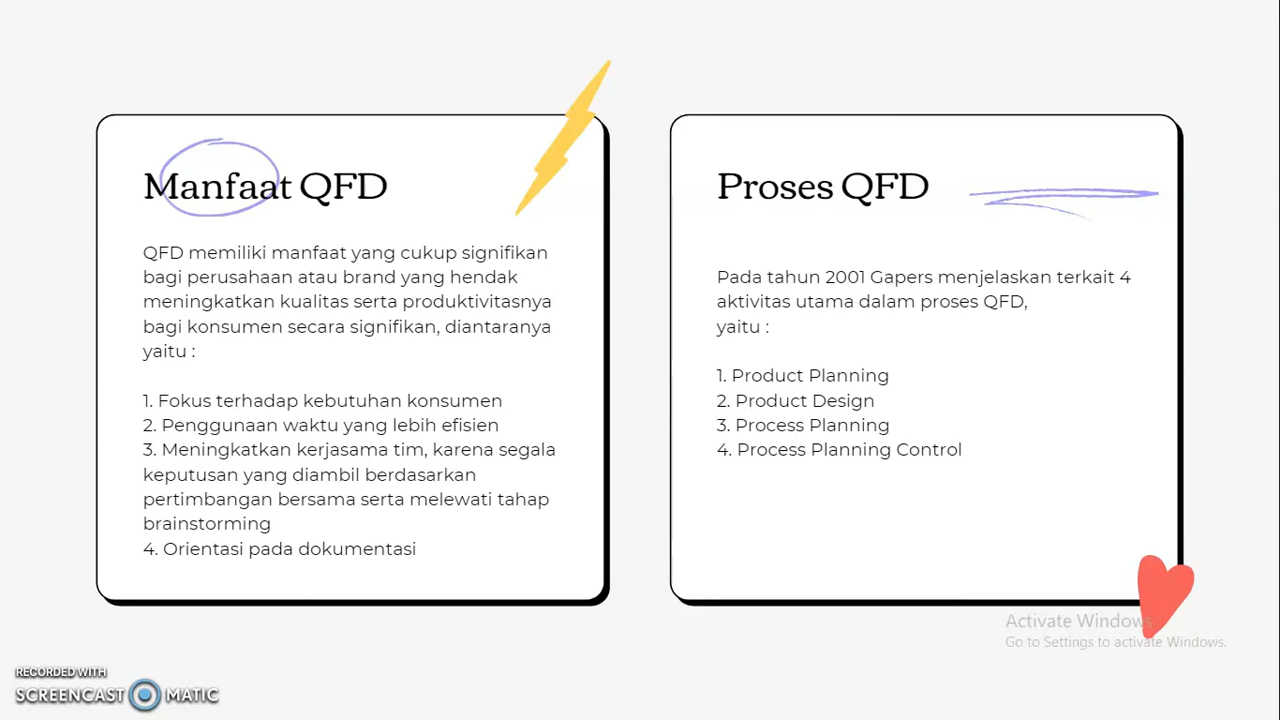 Manfaat QFD
QFD memiliki manfaat yang cukup signifikan
bagi perusahaan atau brand yang hendak
meningkatkan kualitas serta produktivitasnya
bagi konsumen secara signifikan, diantaranya
yaitu :
1. Fokus terhadap kebutuhan konsumen
2. Penggunaan waktu yang lebih efisien
3. Meningkatkan kerjasama tim, karena segala
keputusan yang diambil berdasarkan
pertimbangan bersama serta melewati tahap
brainstorming
4. Orientasi pada dokumentasi
Proses QFD
Pada tahun 2001 Gapers menjelaskan terkait 4
aktivitas utama dalam proses QFD,
yaitu :
1. Product Planning
2. Product Design
3. Process Planning
4. Process Planning Control
Activate Windows
Go to Settings to activate Windows.
RECORDED WITH
SCREENCAST MATIC